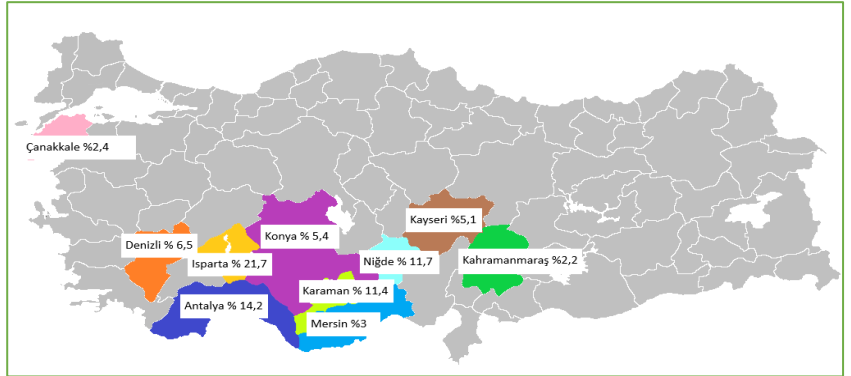 Çanakkale %2,4
Kayseri %5,1
Konya % 5,4
Denizli % 6,5
Isparta % 21,7
Niğde % 11,7
Kahramanmaraş %2,2
Karaman % 11,4
Antalya % 14,2
Mersin %3